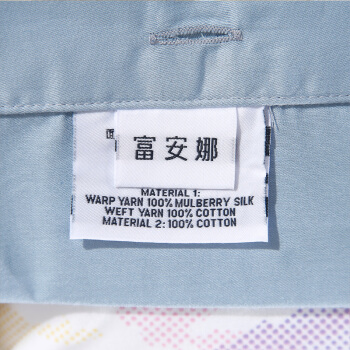 富安娜
MATERIAL 1:
WARP YARN 100% MULBERRY SILK
WEFT YARN 100% COTTON
MATERIAL 2: 100% COTTON